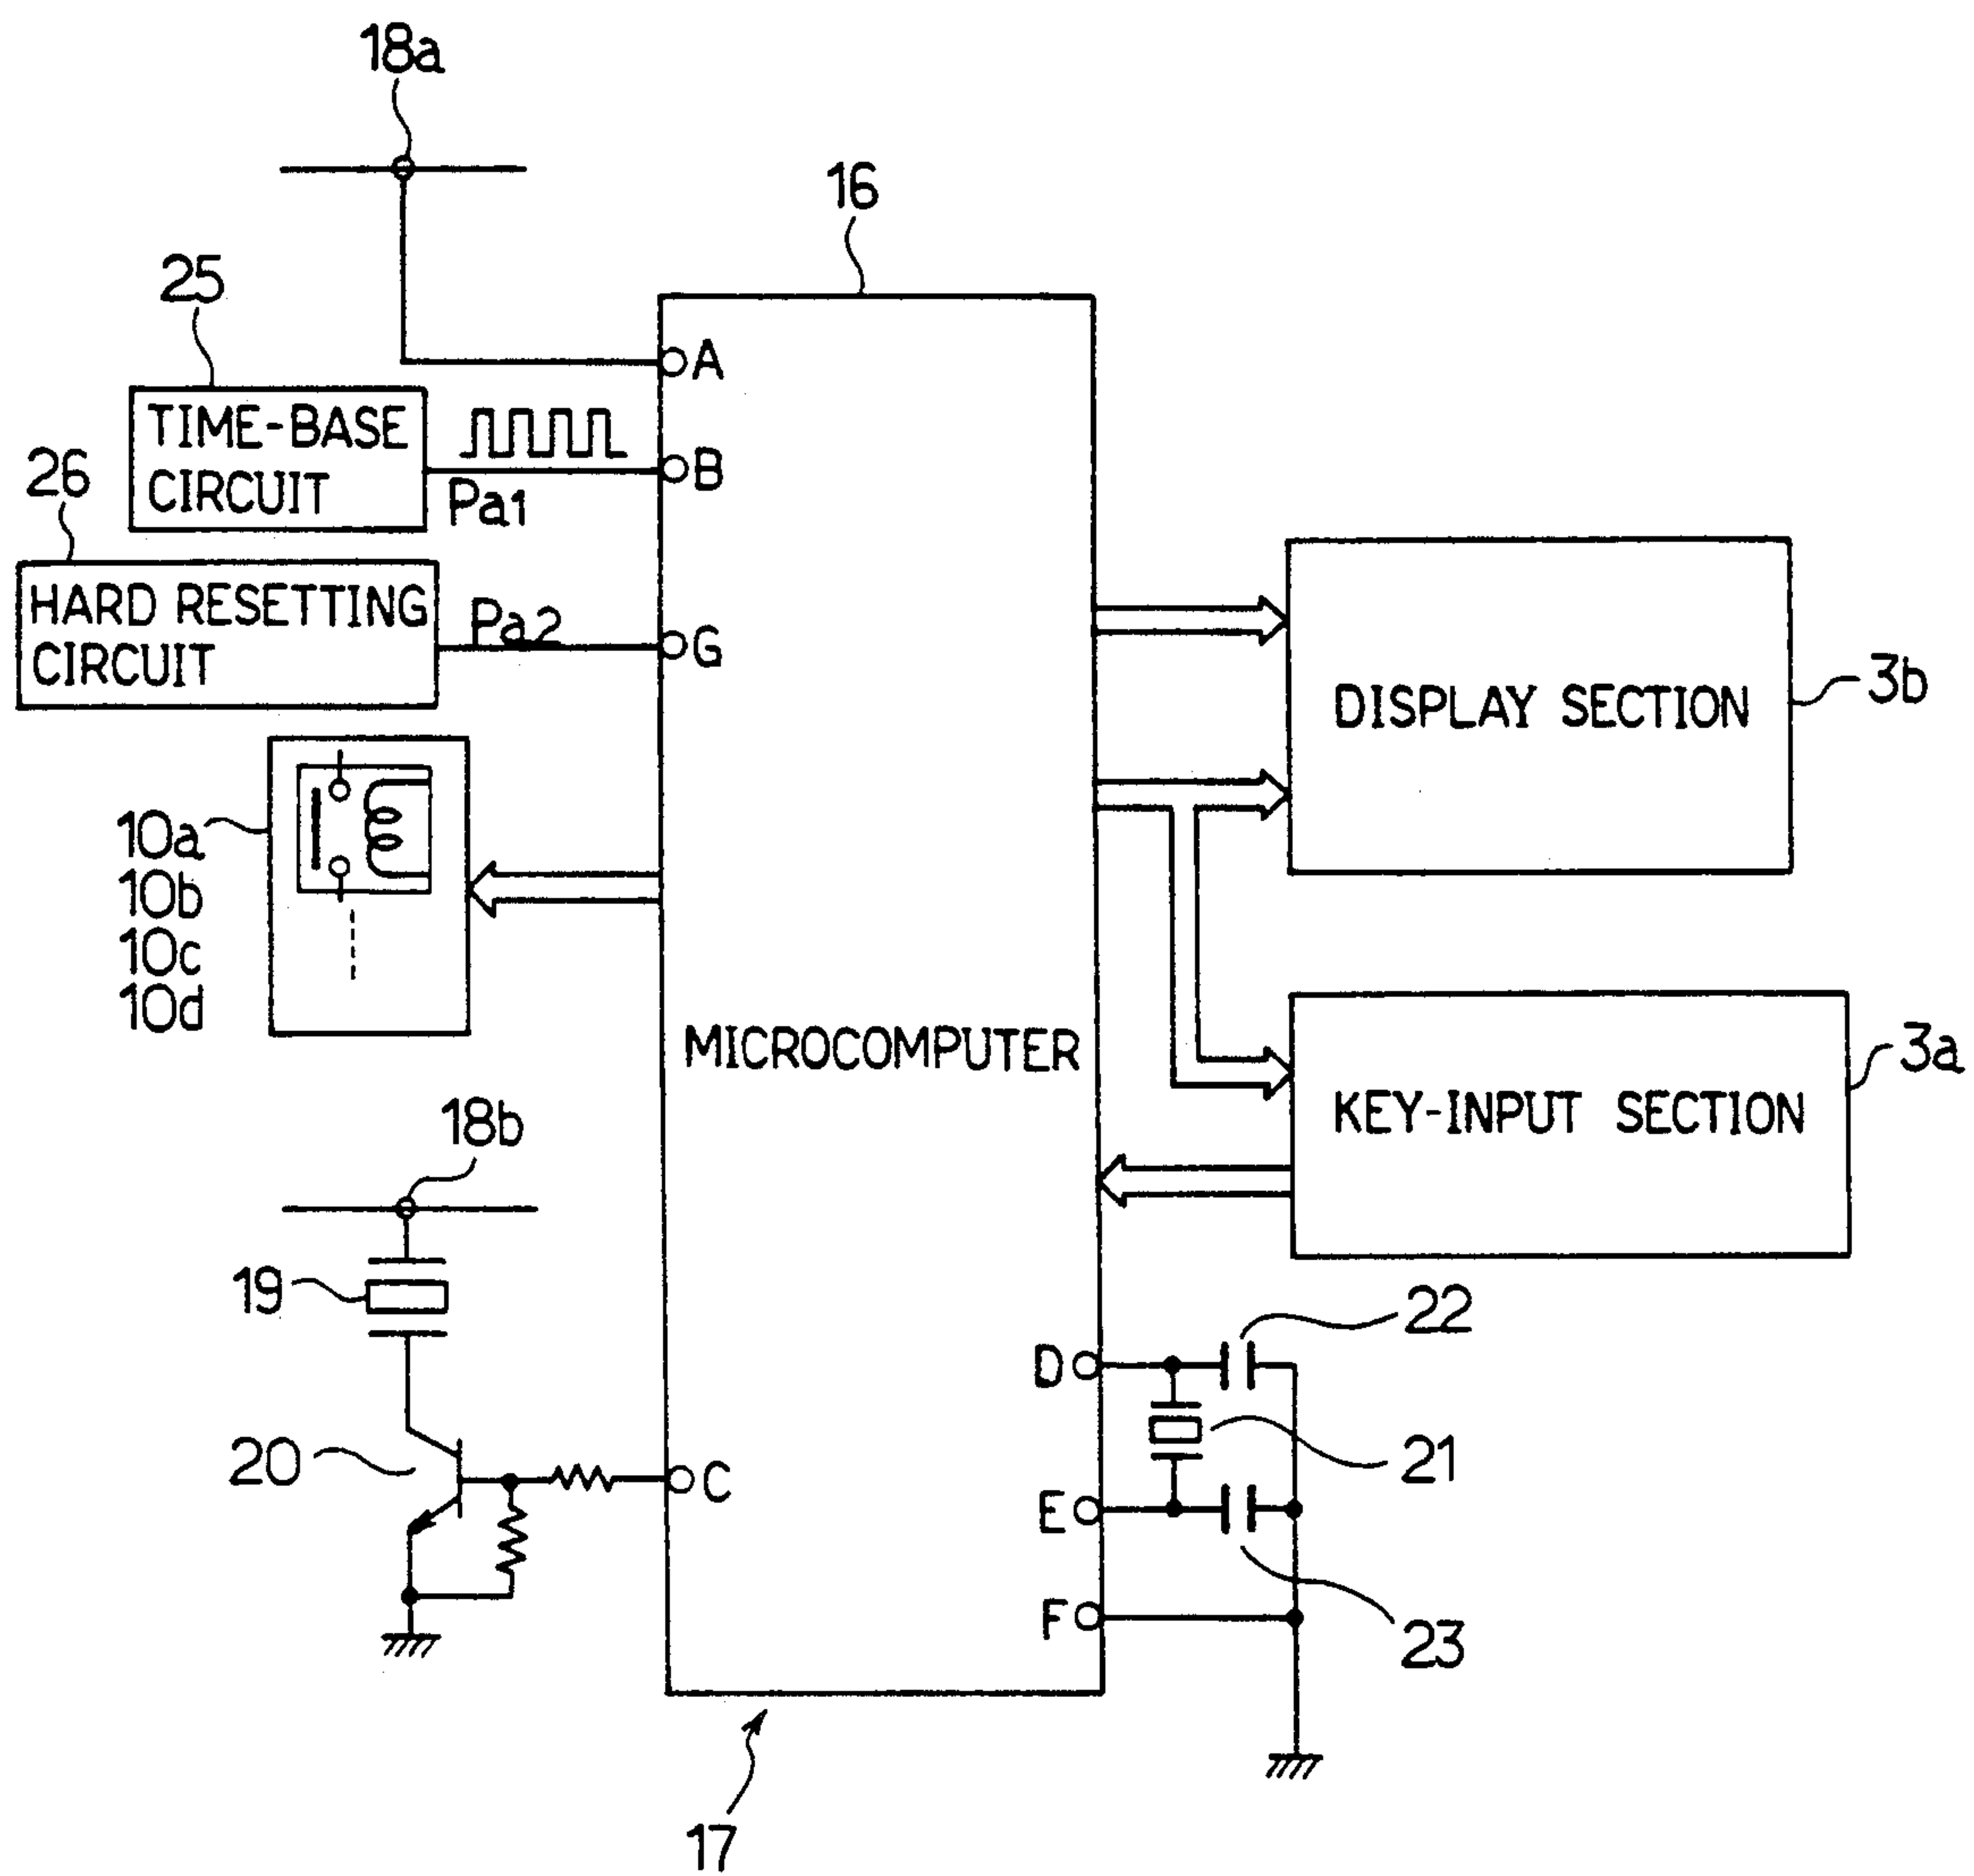 18a
16
25
TIME-BASE
CIRCUIT
Pa1
26
HARD RESETTING
CIRCUIT
Pa2
A
B
G
10a
10b
10c
10d
MICROCOMPUTER
DISPLAY SECTION
3b
KEY-INPUT SECTION
3a
18b
19
20
C
D
E
F
22
21
23
17